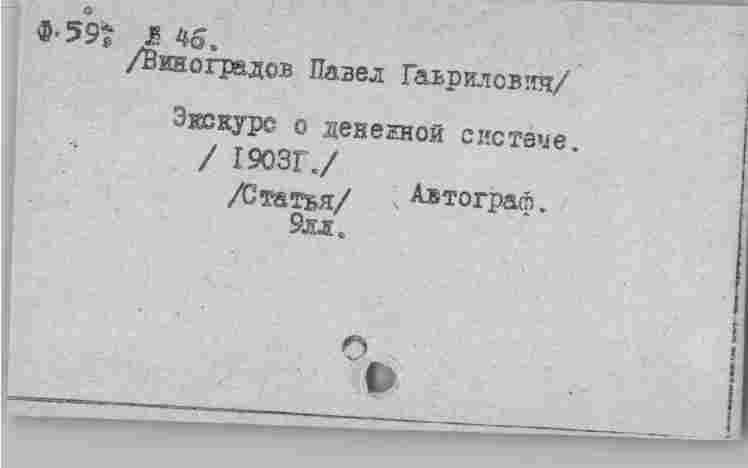 Ф.59 № 46.
/Виноградов Павел Гаврилович/
Экскурс о денежной системе.
/ 1903г./
/Статья/ Автограф.
9лл.